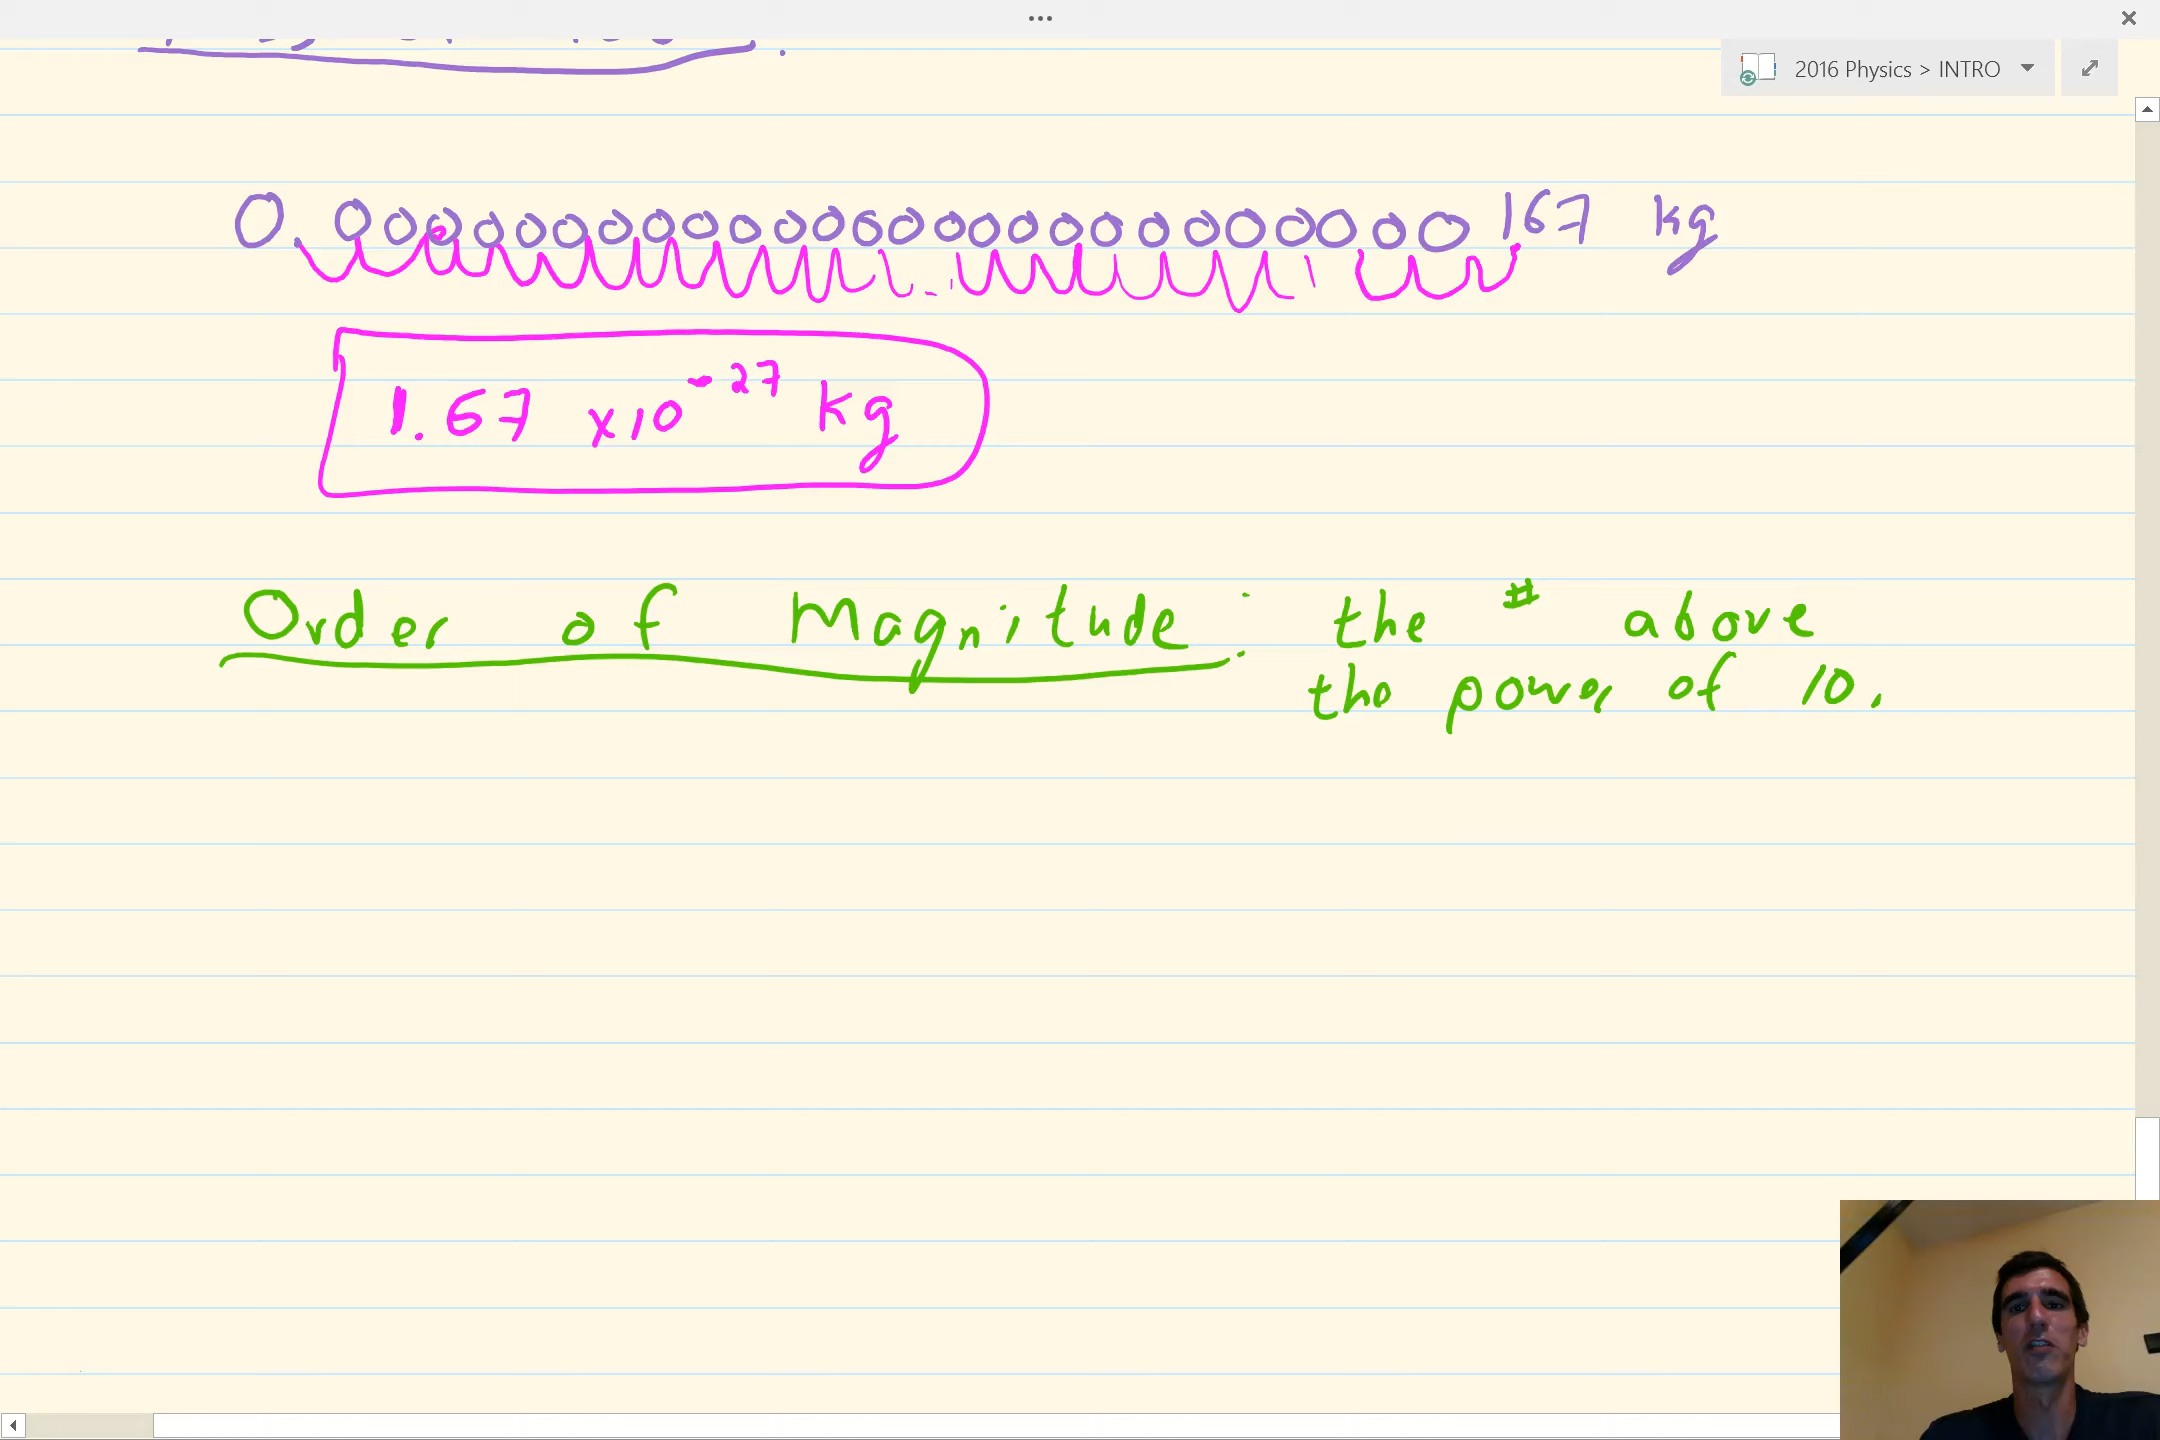 2016 Physics > INTRO
0.00000000000000000000000000167 kg
1.67 x10⁻²⁷ kg
Order of Magnitude: the # above
the power of 10.